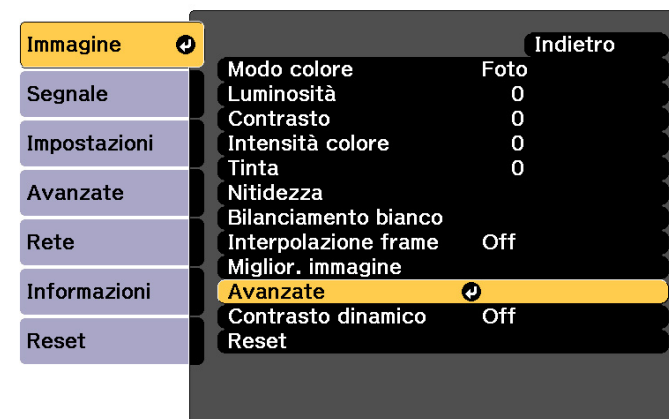 Immagine
Segnale
Impostazioni
Avanzate
Rete
Informazioni
Reset
Indietro
Modo colore Foto
Luminosità 0
Contrasto 0
Intensità colore 0
Tinta 0
Nitidezza
Bilanciamento bianco
Interpolazione frame Off
Miglior. immagine
Avanzate
Contrasto dinamico Off
Reset